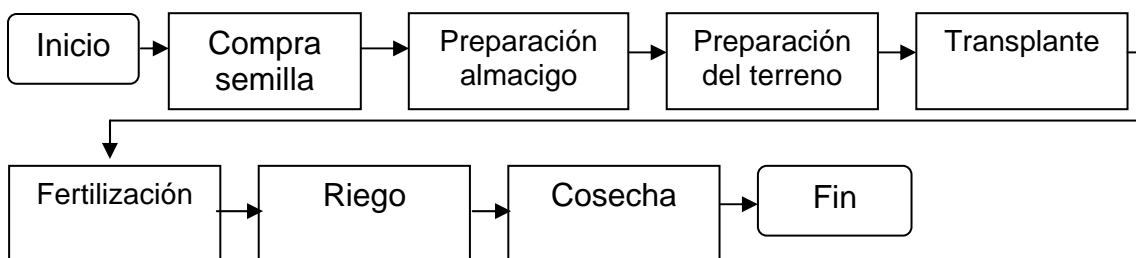 Inicio
Compra
semilla
Preparación
almacigo
Preparación
del terreno
Transplante
Fertilización
Riego
Cosecha
Fin